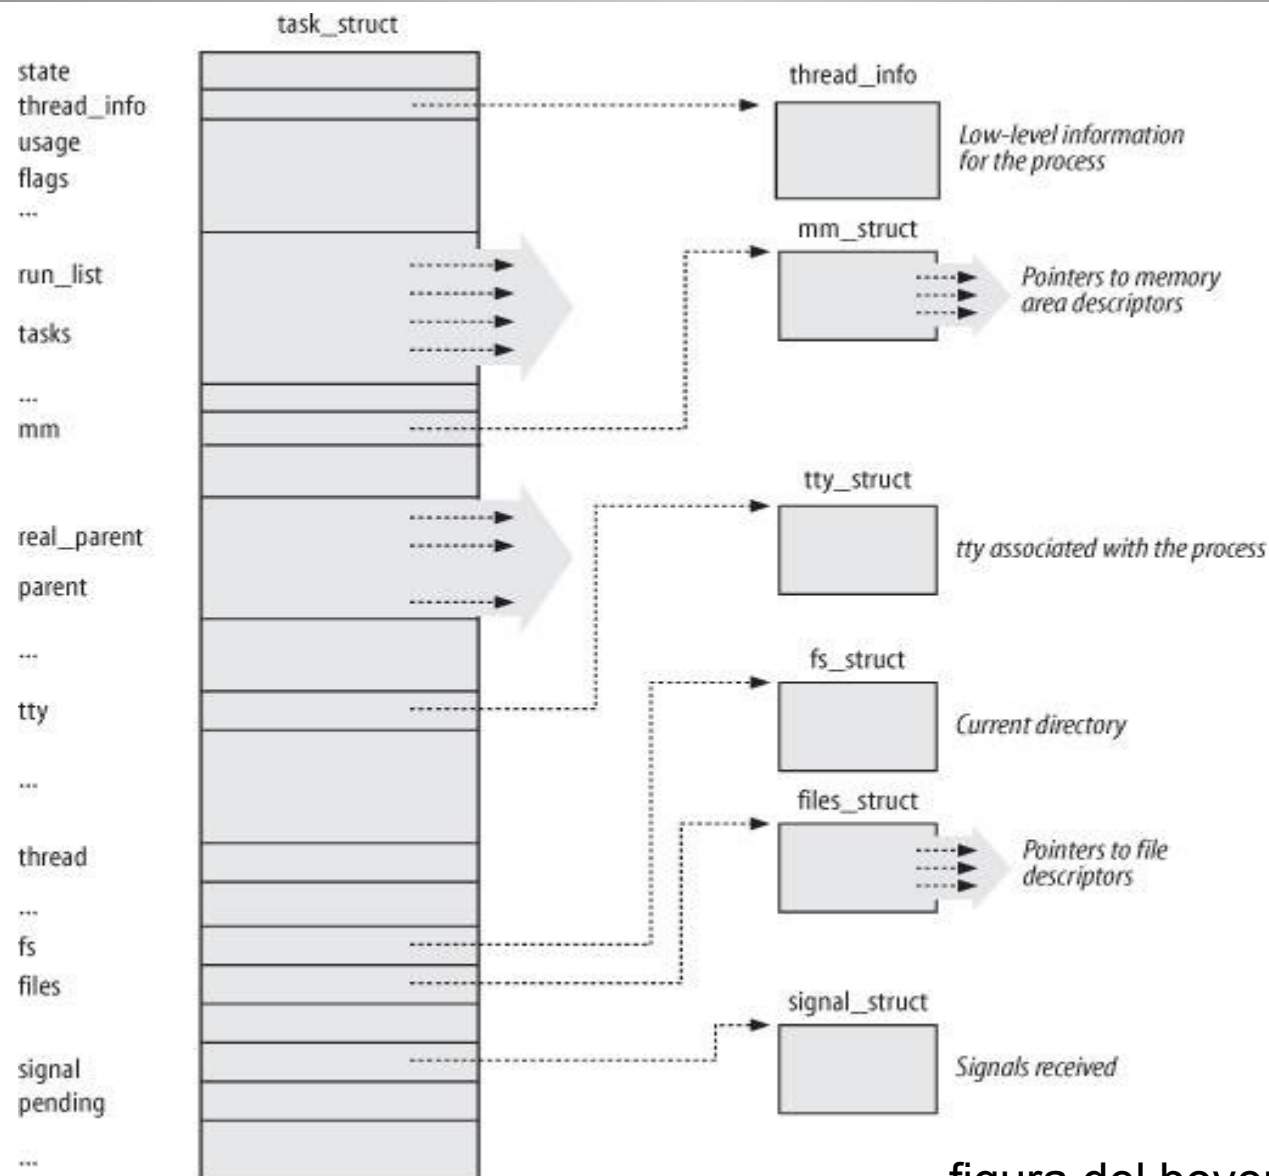 task_struct
state
thread_info
usage
flags
...
run_list
tasks
...
mm
real_parent
parent
...
tty
...
thread
...
fs
files
signal
pending
...
thread_info
Low-level information
for the process
mm_struct
Pointers to memory
area descriptors
tty_struct
tty associated with the process
fs_struct
Current directory
files_struct
Pointers to file
descriptors
signal_struct
Signals received
figura del